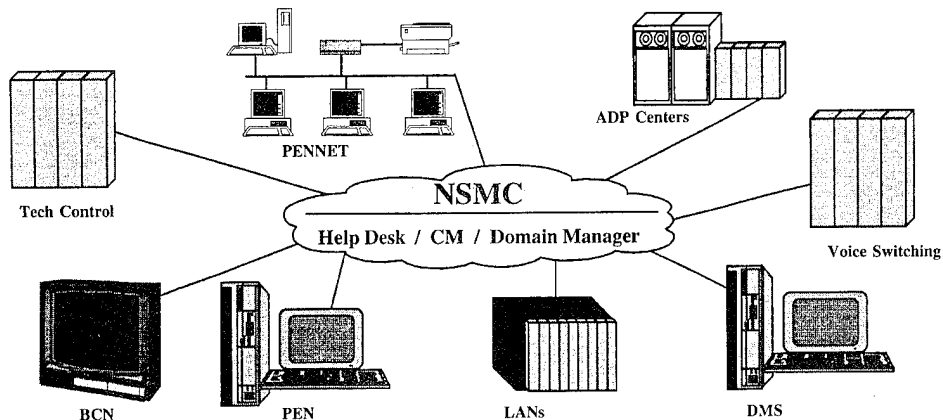 PENNET
ADP Centers
Tech Control
NSMC
Help Desk / CM / Domain Manager
Voice Switching
BCN
PEN
LANs
DMS